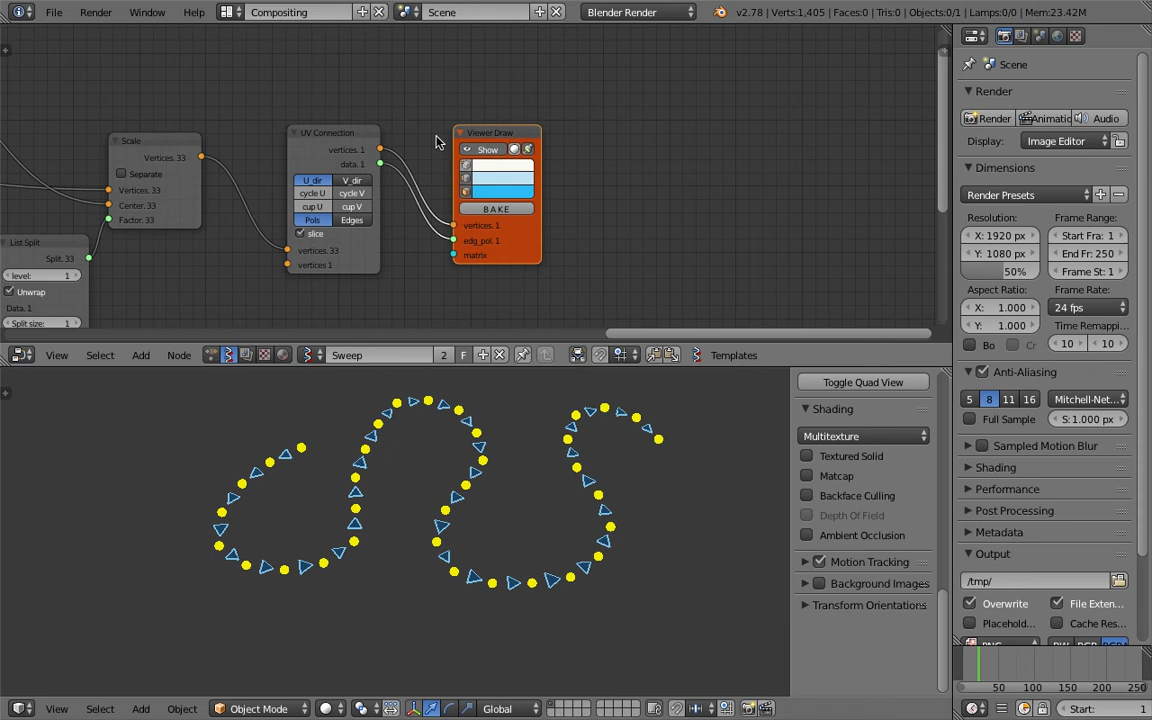 File Render Window Help Compositing Scene Blender Render v2.78 | Verts:1,405 | Faces:0 | Tris:0 | Objects:0/1 | Lamps:0/0 | Mem:23.42M
Scale
Vertices. 33
Separate
Vertices. 33
Center. 33
Factor. 33
List Split
Split. 33
level: 1
Unwrap
Data. 1
Split size: 1
UV Connection
vertices. 1
data. 1
U_dir V_dir
cycle U cycle V
cup U cup V
Pols Edges
slice
vertices. 33
vertices 1
Viewer Draw
Show
BAKE
vertices. 1
edg_pol. 1
matrix
View Select Add Node Sweep 2 F Templates
Toggle Quad View
Shading
Multitexture
Textured Solid
Matcap
Backface Culling
Depth Of Field
Ambient Occlusion
Motion Tracking
Background Images
Transform Orientations
View Select Add Object Object Mode Global
Scene
Render
Render Animatic Audio
Display: Image Editor
Dimensions
Render Presets
Resolution: Frame Range:
X: 1920 px Start Fra: 1
Y: 1080 px End Fr: 250
50% Frame St: 1
Aspect Ratio: Frame Rate:
X: 1.000 24 fps
Y: 1.000 Time Remappi...
Bo Cr 10 10
Anti-Aliasing
5 8 11 16 Mitchell-Net...
Full Sample S: 1.000 px
Sampled Motion Blur
Shading
Performance
Post Processing
Metadata
Output
/tmp/
Overwrite File Exten...
Placehold... Cache Res...
50 100 150 200 250
Start: 1